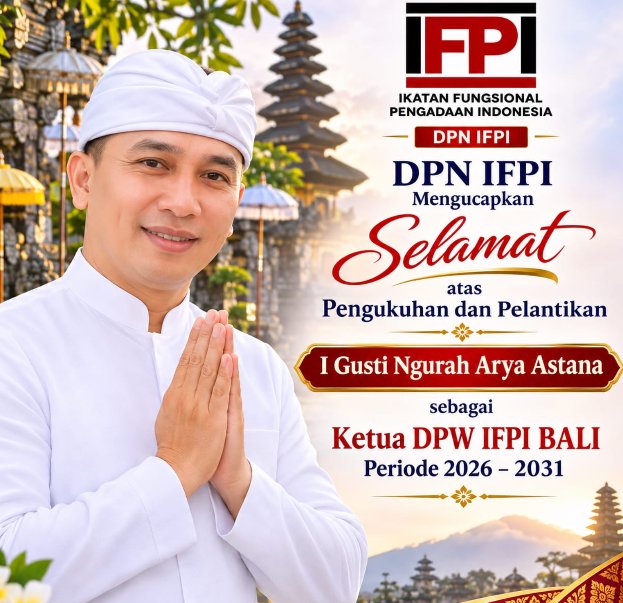 IFPI
IKATAN FUNGSIONAL
PENGADAAN INDONESIA
DPN IFPI
DPN IFPI
Mengucapkan
Selamat
atas
Pengukuhan dan Pelantikan
I Gusti Ngurah Arya Astana
sebagai
Ketua DPW IFPI BALI
Periode 2026 – 2031